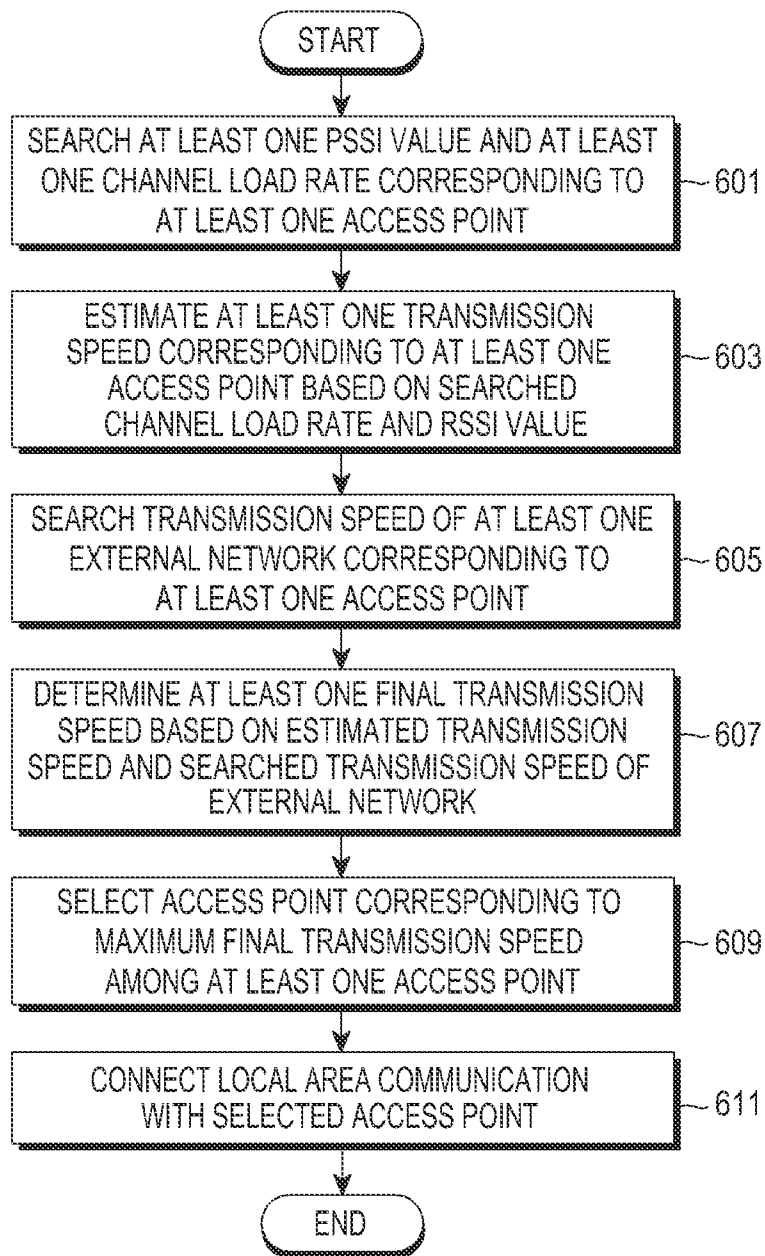 START
SEARCH AT LEAST ONE PSSI VALUE AND AT LEAST
ONE CHANNEL LOAD RATE CORRESPONDING TO
AT LEAST ONE ACCESS POINT
601
ESTIMATE AT LEAST ONE TRANSMISSION
SPEED CORRESPONDING TO AT LEAST ONE
ACCESS POINT BASED ON SEARCHED
CHANNEL LOAD RATE AND RSSI VALUE
603
SEARCH TRANSMISSION SPEED OF AT LEAST ONE
EXTERNAL NETWORK CORRESPONDING TO
AT LEAST ONE ACCESS POINT
605
DETERMINE AT LEAST ONE FINAL TRANSMISSION
SPEED BASED ON ESTIMATED TRANSMISSION
SPEED AND SEARCHED TRANSMISSION SPEED OF
EXTERNAL NETWORK
607
SELECT ACCESS POINT CORRESPONDING TO
MAXIMUM FINAL TRANSMISSION SPEED
AMONG AT LEAST ONE ACCESS POINT
609
CONNECT LOCAL AREA COMMUNICATION
WITH SELECTED ACCESS POINT
611
END